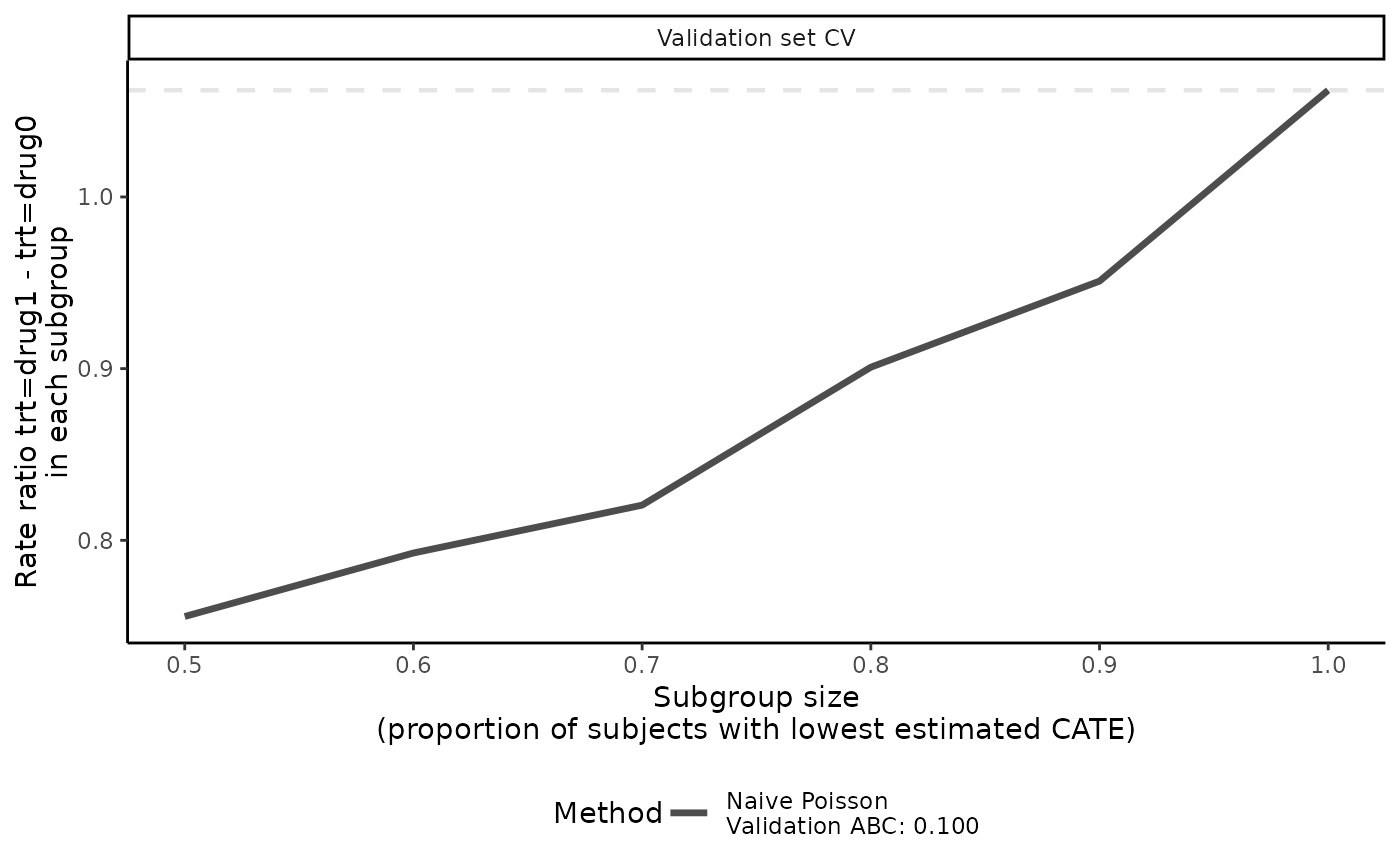 Validation set CV
Rate ratio trt=drug1 - trt=drug0
in each subgroup
1.0
0.9
0.8
0.5
0.6
0.7
0.8
0.9
1.0
Subgroup size
(proportion of subjects with lowest estimated CATE)
Method
Naive Poisson
Validation ABC: 0.100